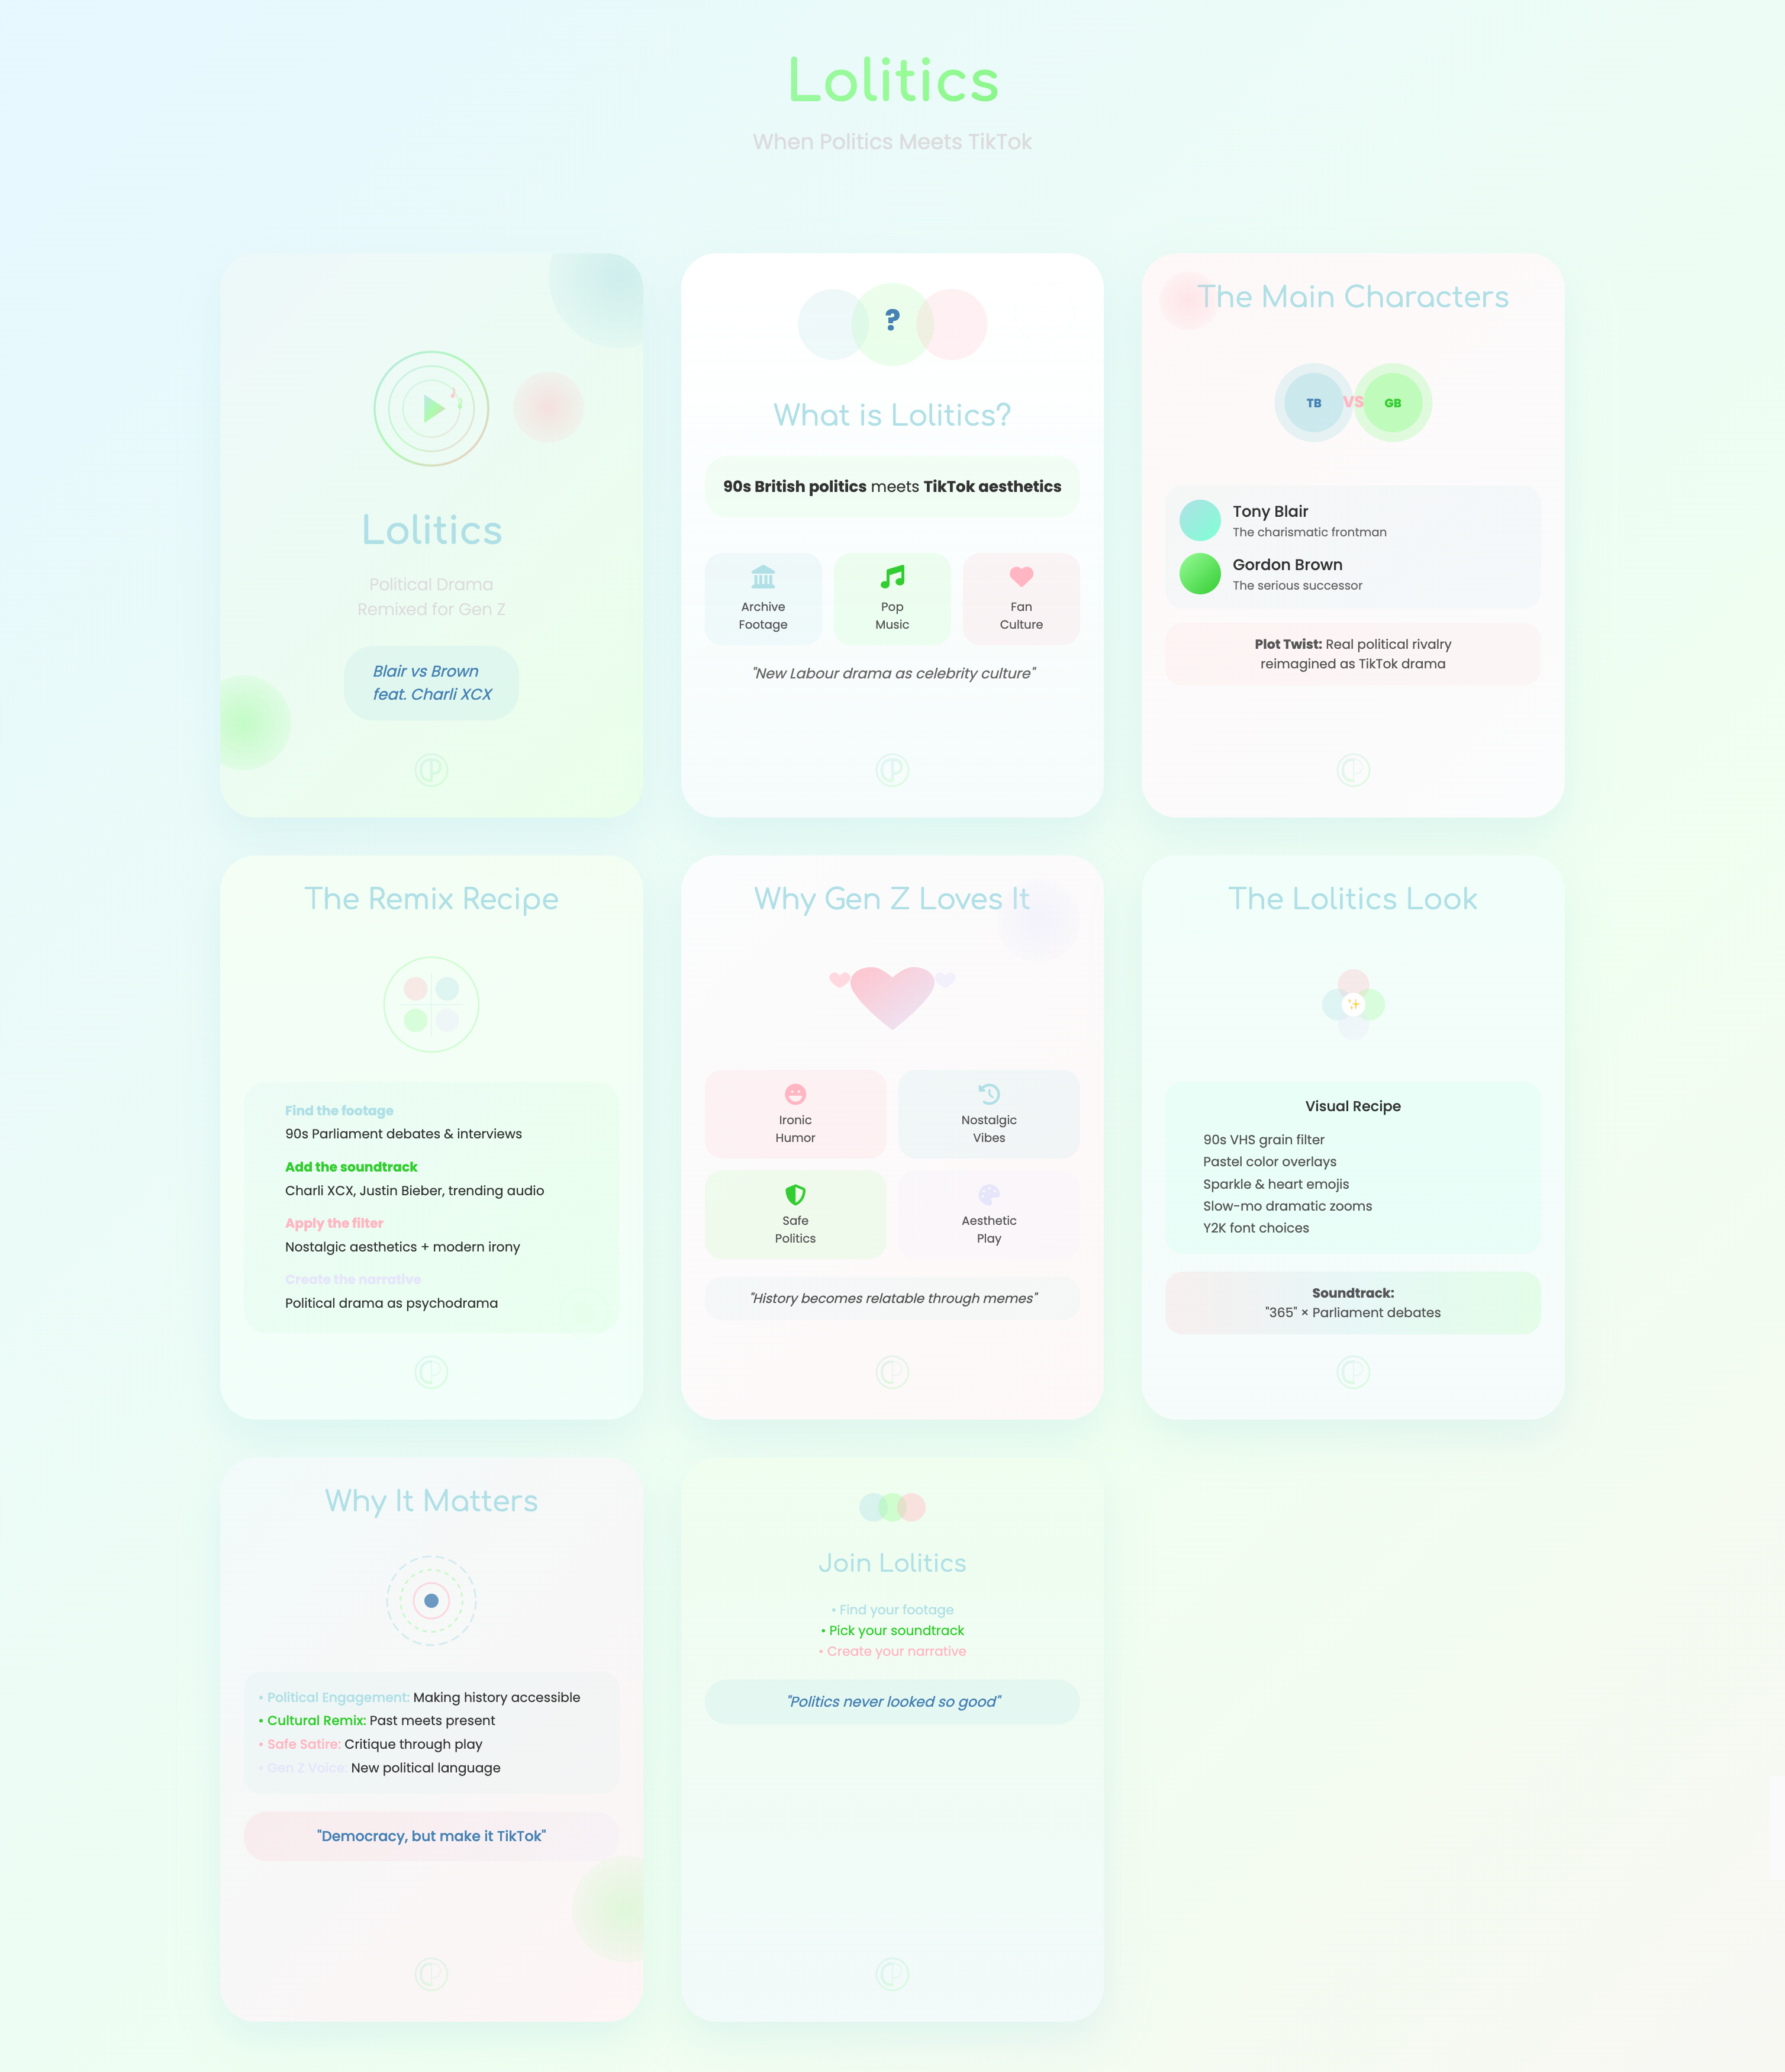 Lolitics
When Politics Meets TikTok
Lolitics
Political Drama
Remixed for Gen Z
Blair vs Brown
feat. Charli XCX
?
What is Lolitics?
90s British politics meets TikTok aesthetics
Archive
Footage
Pop
Music
Fan
Culture
"New Labour drama as celebrity culture"
The Main Characters
TB VS GB
Tony Blair
The charismatic frontman
Gordon Brown
The serious successor
Plot Twist: Real political rivalry
reimagined as TikTok drama
The Remix Recipe
Find the footage
90s Parliament debates & interviews
Add the soundtrack
Charli XCX, Justin Bieber, trending audio
Apply the filter
Nostalgic aesthetics + modern irony
Create the narrative
Political drama as psychodrama
Why Gen Z Loves It
Ironic
Humor
Nostalgic
Vibes
Safe
Politics
Aesthetic
Play
"History becomes relatable through memes"
The Lolitics Look
Visual Recipe
90s VHS grain filter
Pastel color overlays
Sparkle & heart emojis
Slow-mo dramatic zooms
Y2K font choices
Soundtrack:
"365" × Parliament debates
Why It Matters
• Political Engagement: Making history accessible
• Cultural Remix: Past meets present
• Safe Satire: Critique through play
• Gen Z Voice: New political language
"Democracy, but make it TikTok"
Join Lolitics
• Find your footage
• Pick your soundtrack
• Create your narrative
"Politics never looked so good"